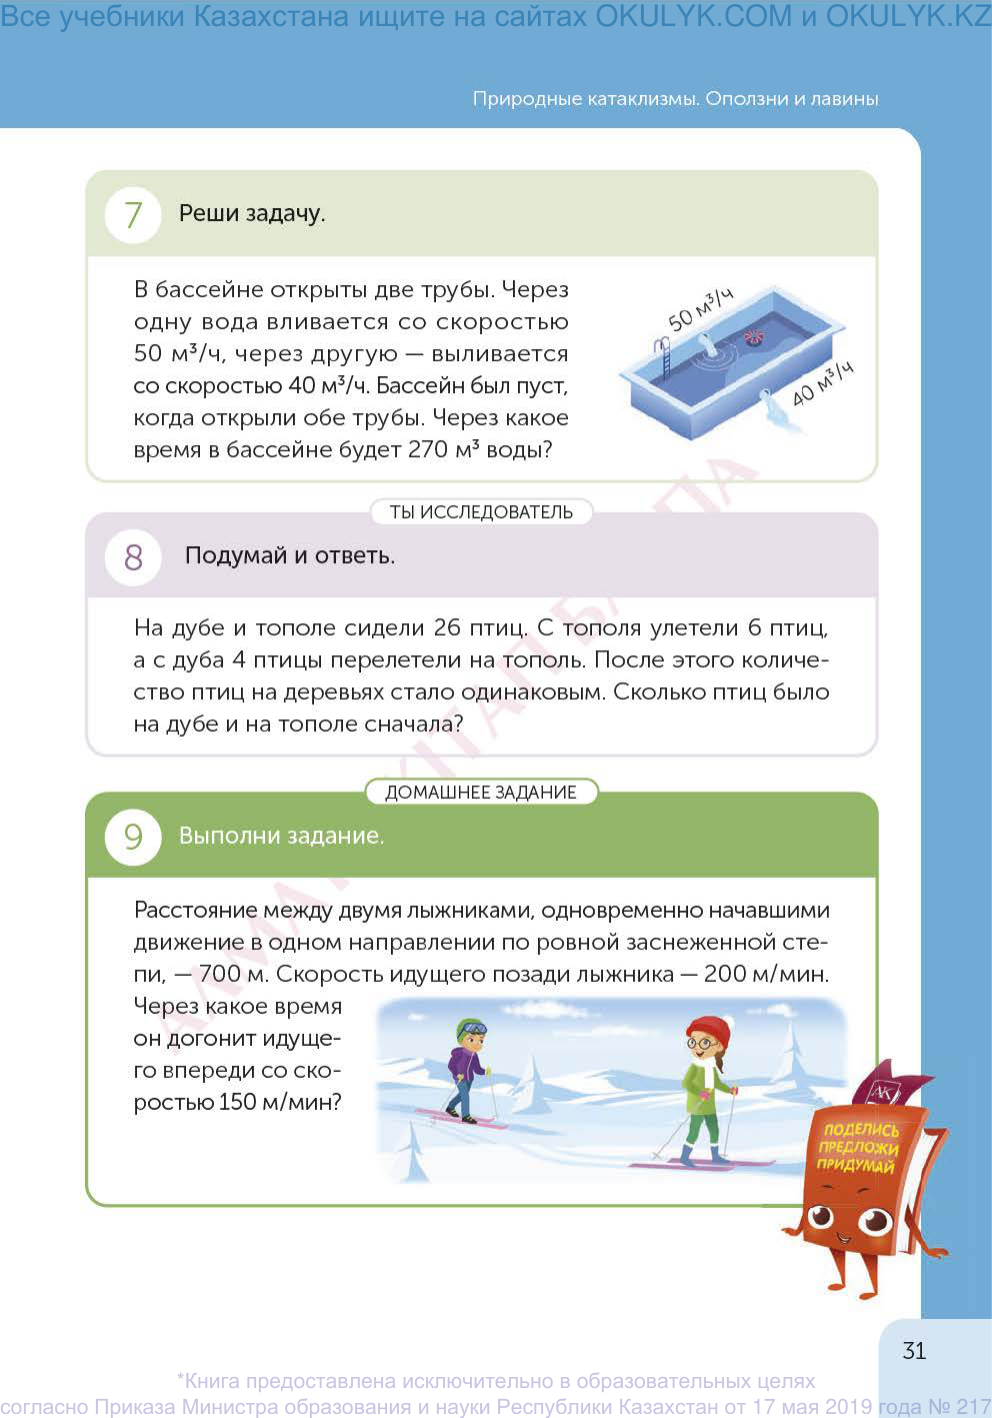 Все учебники Казахстана ищите на сайтах OKULYK.COM и OKULYK.KZ
Природные катаклизмы. Оползни и лавины
7
Реши задачу.
В бассейне открыты две трубы. Через
одну вода вливается со скоростью
50 м³/ч, через другую — выливается
со скоростью 40 м³/ч. Бассейн был пуст,
когда открыли обе трубы. Через какое
время в бассейне будет 270 м³ воды?
50 м³/ч
40 м³/ч
ТЫ ИССЛЕДОВАТЕЛЬ
8
Подумай и ответь.
На дубе и тополе сидели 26 птиц. С тополя улетели 6 птиц,
а с дуба 4 птицы перелетели на тополь. После этого количе-
ство птиц на деревьях стало одинаковым. Сколько птиц было
на дубе и на тополе сначала?
ДОМАШНЕЕ ЗАДАНИЕ
9
Выполни задание.
Расстояние между двумя лыжниками, одновременно начавшими
движение в одном направлении по ровной заснеженной сте-
пи, — 700 м. Скорость идущего позади лыжника — 200 м/мин.
Через какое время
он догонит идуще-
го впереди со ско-
ростью 150 м/мин?
АК
ПОДЕЛИСЬ
ПРЕДЛОЖИ
ПРИДУМАЙ
31
*Книга предоставлена исключительно в образовательных целях
согласно Приказа Министра образования и науки Республики Казахстан от 17 мая 2019 года № 217